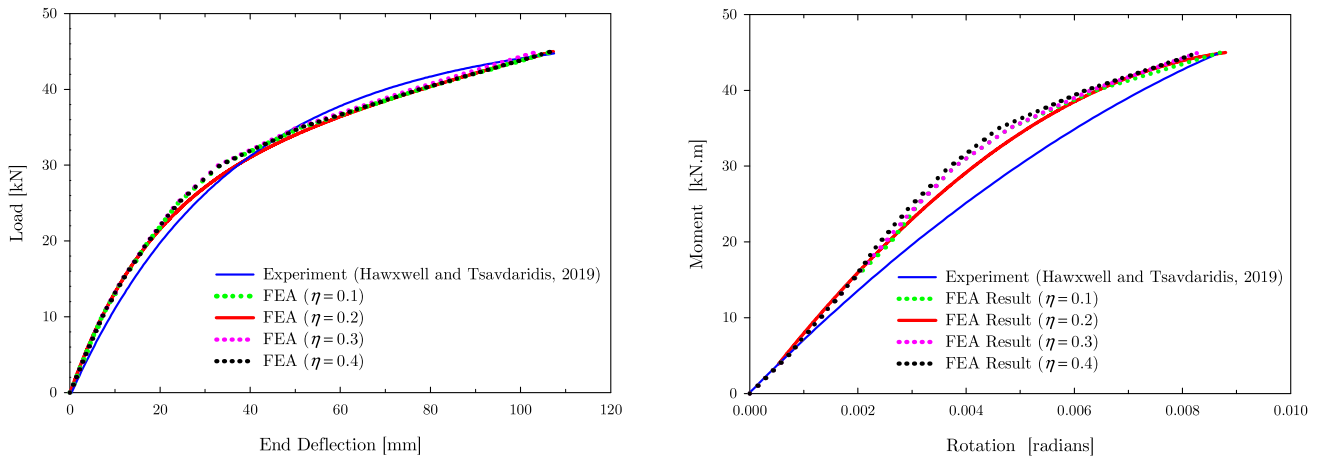 50
40
30
20
10
0
Load [kN]
Experiment (Hawxwell and Tsavdaridis, 2019)
FEA (η=0.1)
FEA (η=0.2)
FEA (η=0.3)
FEA (η=0.4)
0 20 40 60 80 100 120
End Deflection [mm]
50
40
30
20
10
0
Moment [kN.m]
Experiment (Hawxwell and Tsavdaridis, 2019)
FEA Result (η=0.1)
FEA Result (η=0.2)
FEA Result (η=0.3)
FEA Result (η=0.4)
0.000 0.002 0.004 0.006 0.008 0.010
Rotation [radians]